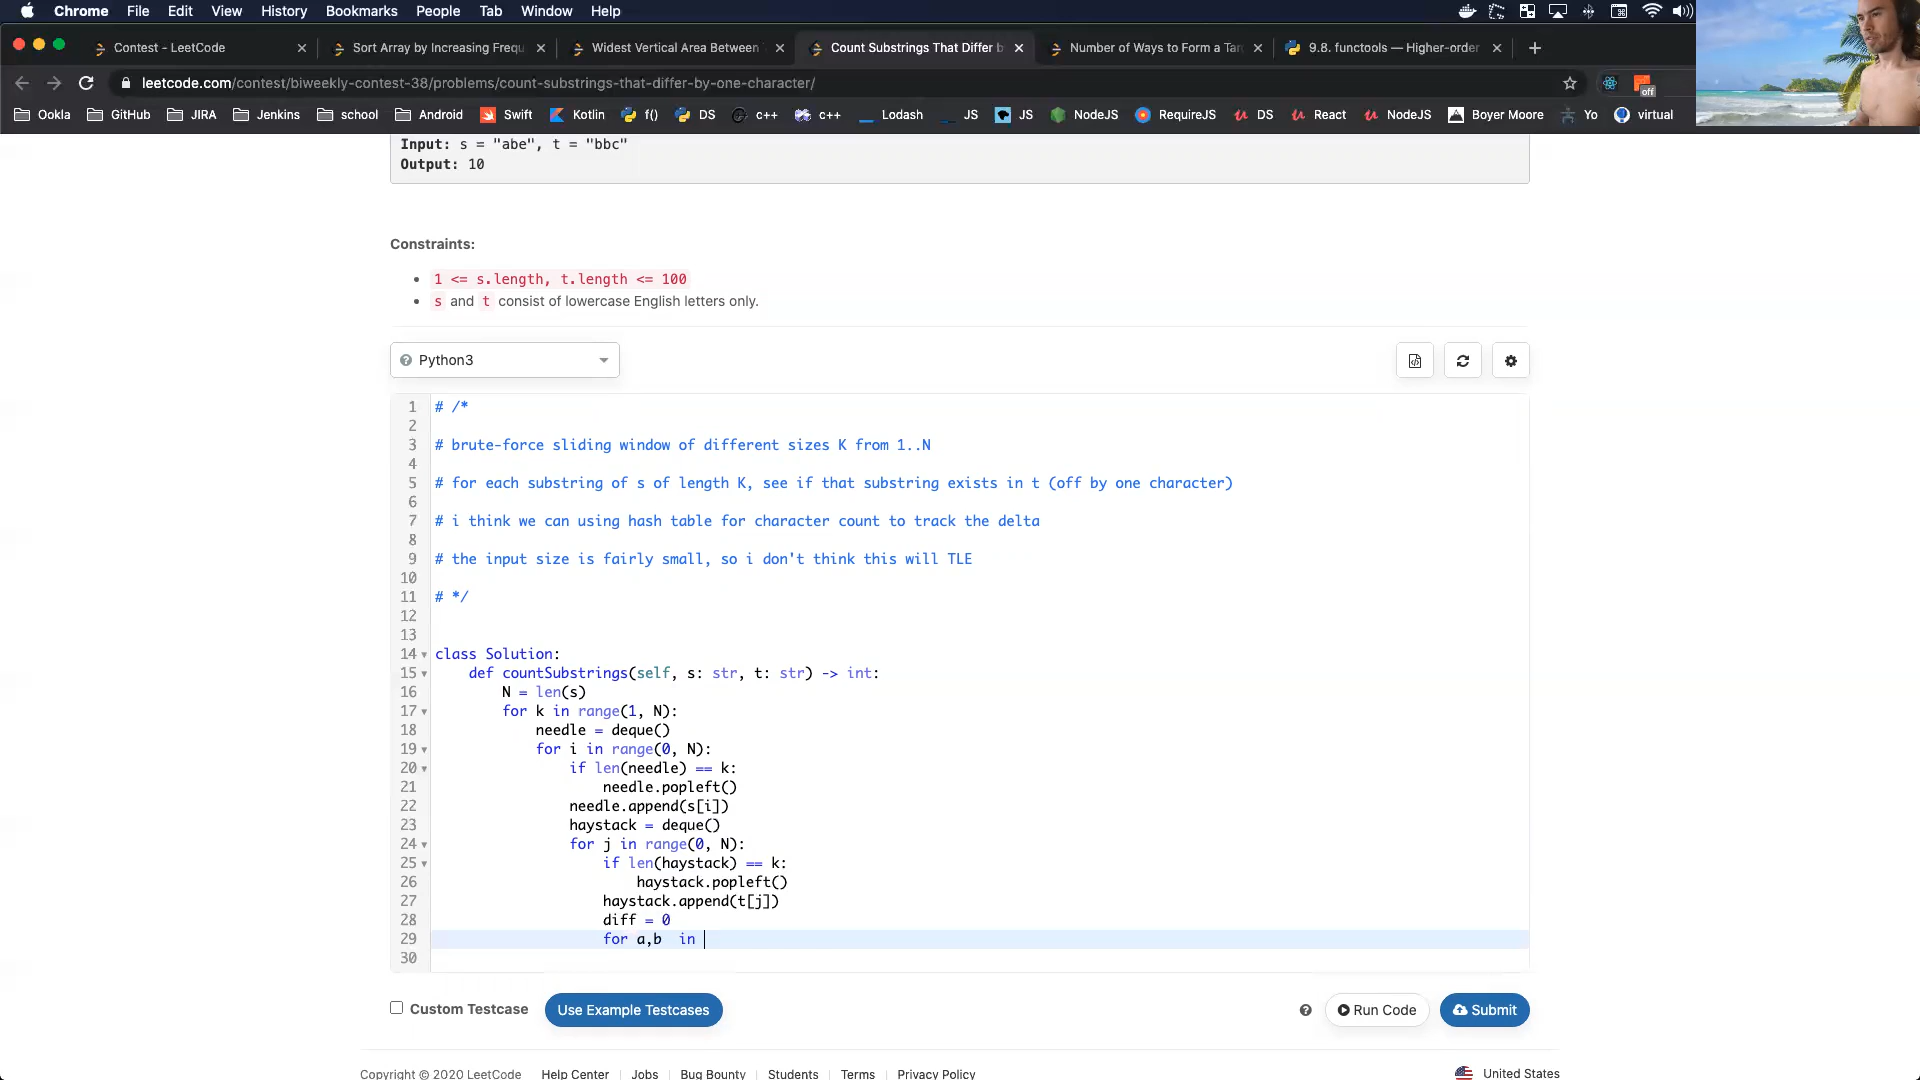 Chrome File Edit View History Bookmarks People Tab Window Help
Contest - LeetCode
Sort Array by Increasing Frequ
Widest Vertical Area Between
Count Substrings That Differ b
Number of Ways to Form a Tar
9.8. functools — Higher-order
leetcode.com/contest/biweekly-contest-38/problems/count-substrings-that-differ-by-one-character/
off
Ookla GitHub JIRA Jenkins school Android Swift Kotlin f() DS c++ c++ Lodash JS JS NodeJS RequireJS DS React NodeJS Boyer Moore Yo virtual
Input: s = "abe", t = "bbc"
Output: 10
Constraints:
1 <= s.length, t.length <= 100
s and t consist of lowercase English letters only.
Python3
1 # /*
2
3 # brute-force sliding window of different sizes K from 1..N
4
5 # for each substring of s of length K, see if that substring exists in t (off by one character)
6
7 # i think we can using hash table for character count to track the delta
8
9 # the input size is fairly small, so i don't think this will TLE
10
11 # */
12
13
14 class Solution:
15 def countSubstrings(self, s: str, t: str) -> int:
16 N = len(s)
17 for k in range(1, N):
18 needle = deque()
19 for i in range(0, N):
20 if len(needle) == k:
21 needle.popleft()
22 needle.append(s[i])
23 haystack = deque()
24 for j in range(0, N):
25 if len(haystack) == k:
26 haystack.popleft()
27 haystack.append(t[j])
28 diff = 0
29 for a,b  in
30
Custom Testcase Use Example Testcases Run Code Submit
Copyright © 2020 LeetCode Help Center Jobs Bug Bounty Students Terms Privacy Policy United States